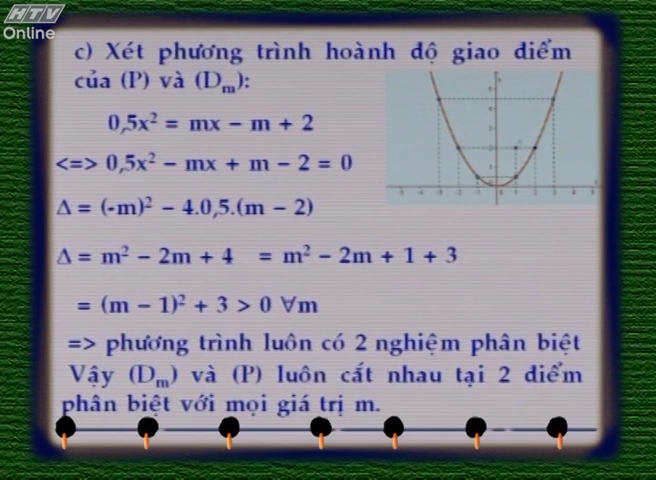 HTV
Online
c) Xét phương trình hoành độ giao điểm
của (P) và (Dₘ):
0,5x² = mx – m + 2
<=> 0,5x² – mx + m – 2 = 0
Δ = (-m)² – 4.0,5.(m – 2)
Δ = m² – 2m + 4 = m² – 2m + 1 + 3
= (m – 1)² + 3 > 0 ∀m
=> phương trình luôn có 2 nghiệm phân biệt
Vậy (Dₘ) và (P) luôn cắt nhau tại 2 điểm
phân biệt với mọi giá trị m.